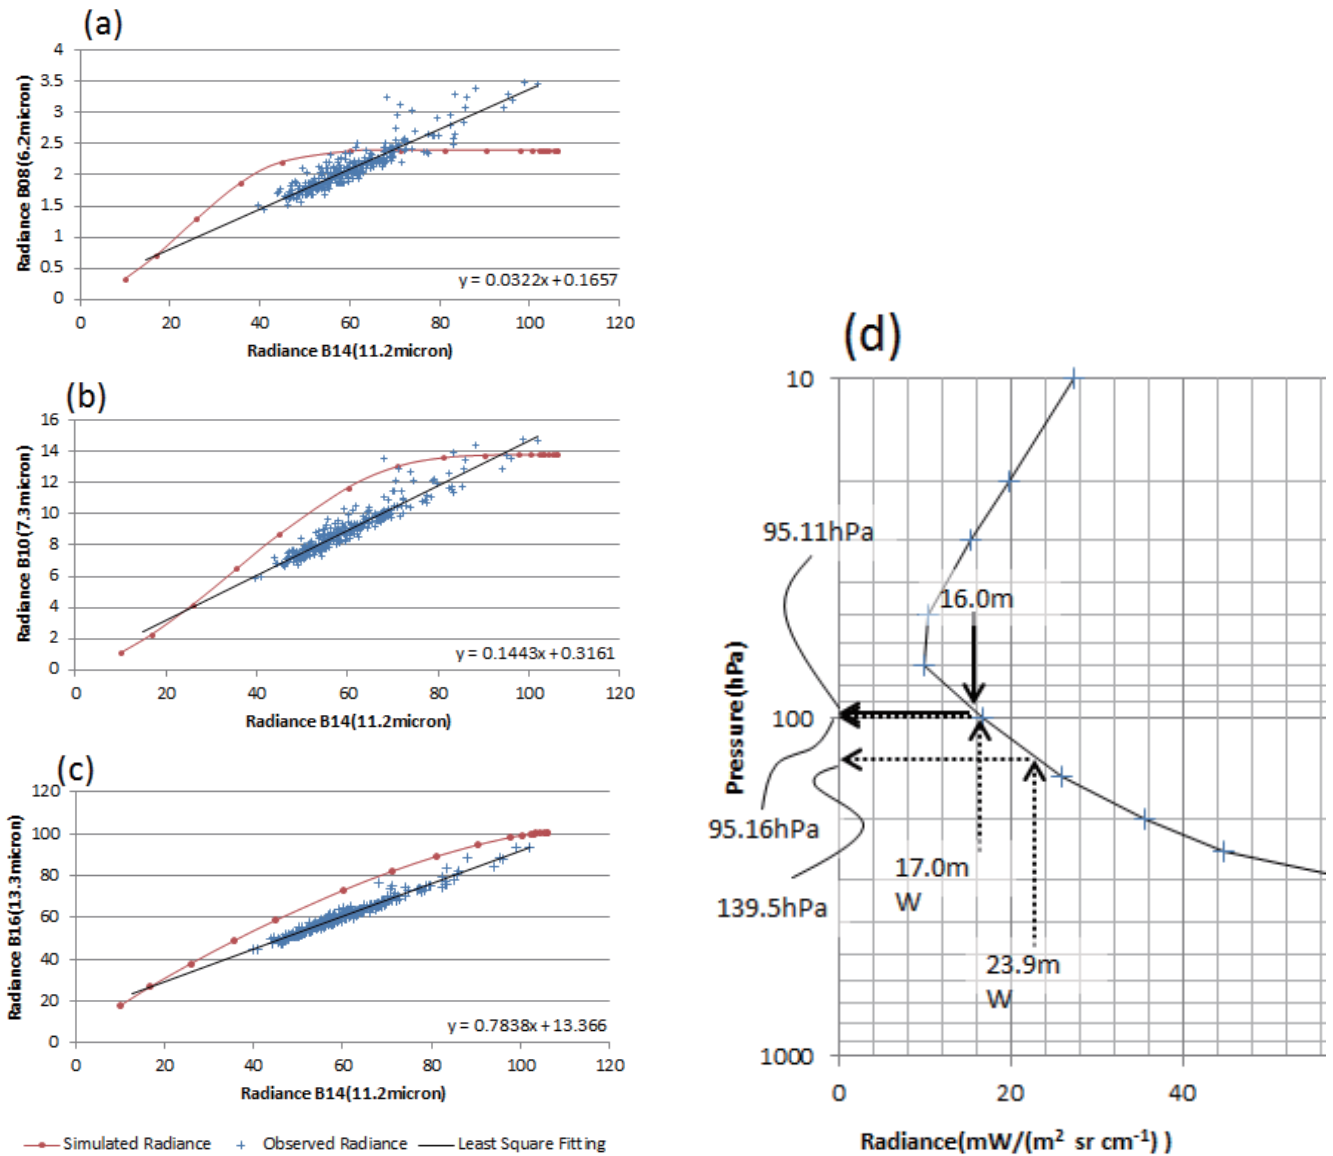 (a)
4
3.5
3
2.5
2
1.5
1
0.5
0
Radiance B08(6.2micron)
y = 0.0322x + 0.1657
0 20 40 60 80 100 120
Radiance B14(11.2micron)
(b)
16
14
12
10
8
6
4
2
0
Radiance B10(7.3micron)
y = 0.1443x + 0.3161
0 20 40 60 80 100 120
Radiance B14(11.2micron)
(c)
120
100
80
60
40
20
0
Radiance B16(13.3micron)
y = 0.7838x + 13.366
0 20 40 60 80 100 120
Radiance B14(11.2micron)
Simulated Radiance Observed Radiance Least Square Fitting
(d)
10
100
1000
Pressure(hPa)
95.11hPa
16.0m
95.16hPa
17.0m
W
139.5hPa
23.9m
W
0 20 40
Radiance(mW/(m² sr cm⁻¹) )